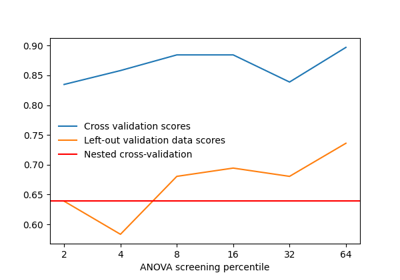 0.90
0.85
0.80
0.75
0.70
0.65
0.60
Cross validation scores
Left-out validation data scores
Nested cross-validation
2 4 8 16 32 64
ANOVA screening percentile